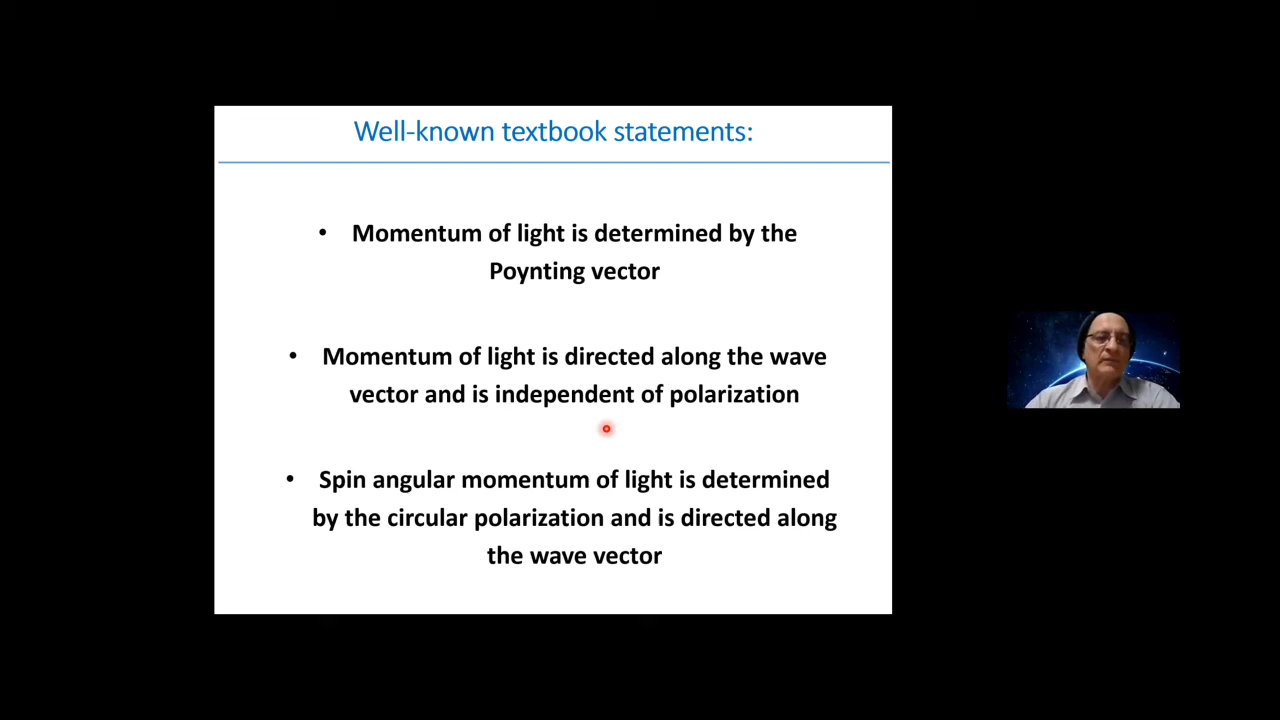 Well-known textbook statements:
• Momentum of light is determined by the
Poynting vector
• Momentum of light is directed along the wave
vector and is independent of polarization
• Spin angular momentum of light is determined
by the circular polarization and is directed along
the wave vector